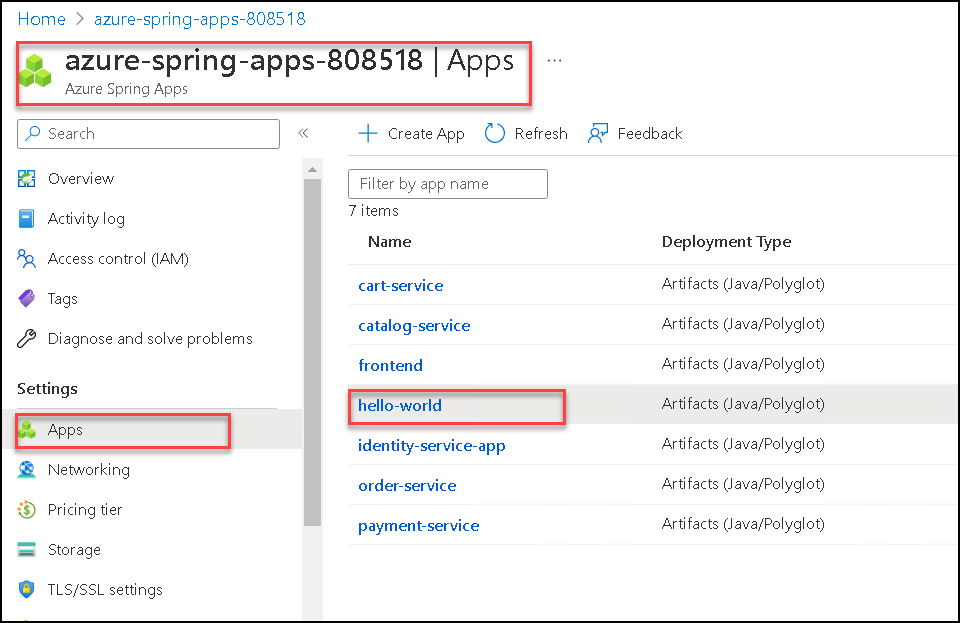 Home > azure-spring-apps-808518
azure-spring-apps-808518 | Apps ...
Azure Spring Apps
Search «
Create App Refresh Feedback
Overview
Activity log
Access control (IAM)
Tags
Diagnose and solve problems
Settings
Apps
Networking
Pricing tier
Storage
TLS/SSL settings
Filter by app name
7 items
Name Deployment Type
cart-service Artifacts (Java/Polyglot)
catalog-service Artifacts (Java/Polyglot)
frontend Artifacts (Java/Polyglot)
hello-world Artifacts (Java/Polyglot)
identity-service-app Artifacts (Java/Polyglot)
order-service Artifacts (Java/Polyglot)
payment-service Artifacts (Java/Polyglot)